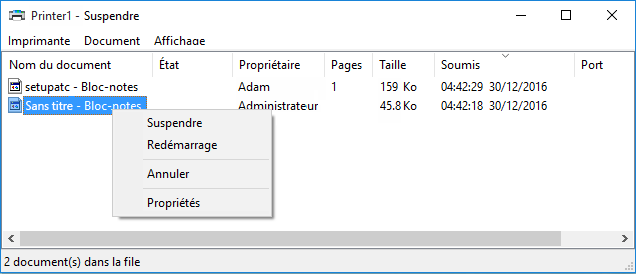 Printer1 - Suspendre
Imprimante Document Affichage
Nom du document État Propriétaire Pages Taille Soumis Port
setupatc - Bloc-notes Adam 1 159 Ko 04:42:29 30/12/2016
Sans titre - Bloc-notes Administrateur 45.8 Ko 04:42:18 30/12/2016
Suspendre
Redémarrage
Annuler
Propriétés
2 document(s) dans la file